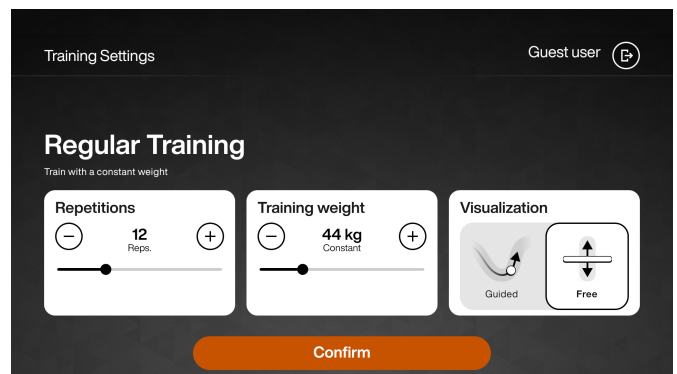 Training Settings
Guest user
Regular Training
Train with a constant weight
Repetitions
12
Reps.
Training weight
44 kg
Constant
Visualization
Guided
Free
Confirm